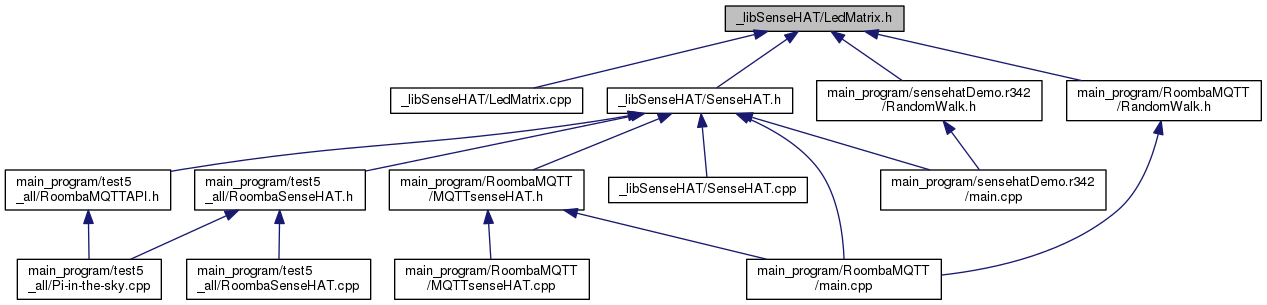 _libSenseHAT/LedMatrix.h
_libSenseHAT/LedMatrix.cpp
_libSenseHAT/SenseHAT.h
main_program/sensehatDemo.r342
/RandomWalk.h
main_program/RoombaMQTT
/RandomWalk.h
main_program/test5
_all/RoombaMQTTAPI.h
main_program/test5
_all/RoombaSenseHAT.h
main_program/RoombaMQTT
/MQTTsenseHAT.h
_libSenseHAT/SenseHAT.cpp
main_program/sensehatDemo.r342
/main.cpp
main_program/test5
_all/Pi-in-the-sky.cpp
main_program/test5
_all/RoombaSenseHAT.cpp
main_program/RoombaMQTT
/MQTTsenseHAT.cpp
main_program/RoombaMQTT
/main.cpp